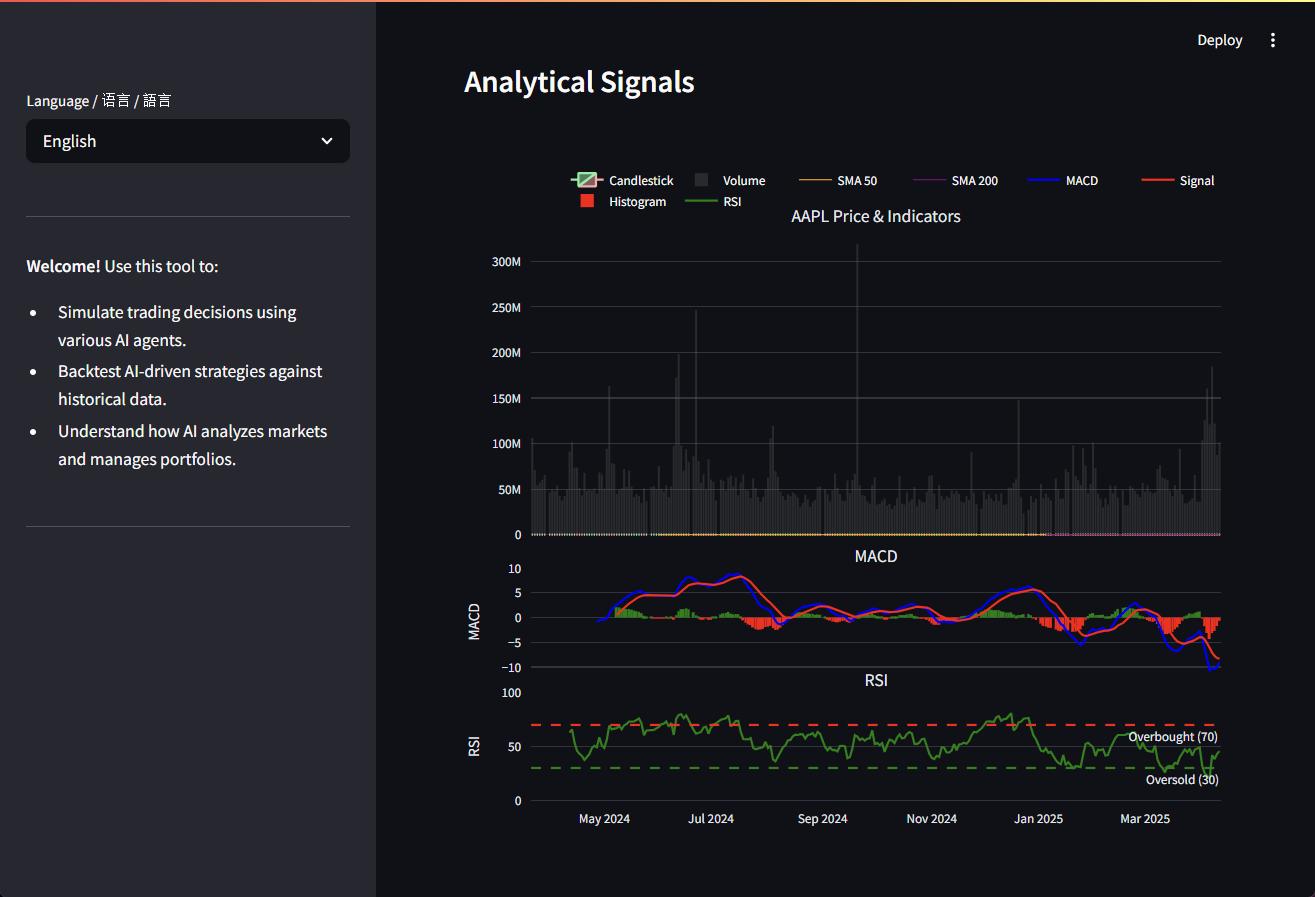 Deploy
Language / 语言 / 語言
English
Welcome! Use this tool to:
Simulate trading decisions using
various AI agents.
Backtest AI-driven strategies against
historical data.
Understand how AI analyzes markets
and manages portfolios.
Analytical Signals
Candlestick Volume SMA 50 SMA 200 MACD Signal
Histogram RSI
AAPL Price & Indicators
300M
250M
200M
150M
100M
50M
0
MACD
10
5
0
−5
−10
MACD
RSI
100
50
0
RSI
Overbought (70)
Oversold (30)
May 2024 Jul 2024 Sep 2024 Nov 2024 Jan 2025 Mar 2025